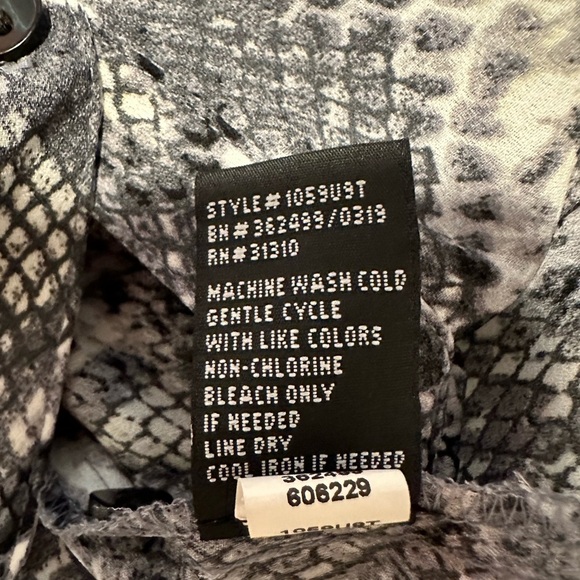 STYLE# 1059U9T
BN# 362499/0319
RN# 31310
MACHINE WASH COLD
GENTLE CYCLE
WITH LIKE COLORS
NON-CHLORINE
BLEACH ONLY
IF NEEDED
LINE DRY
COOL IRON IF NEEDED
606229
1059U9T